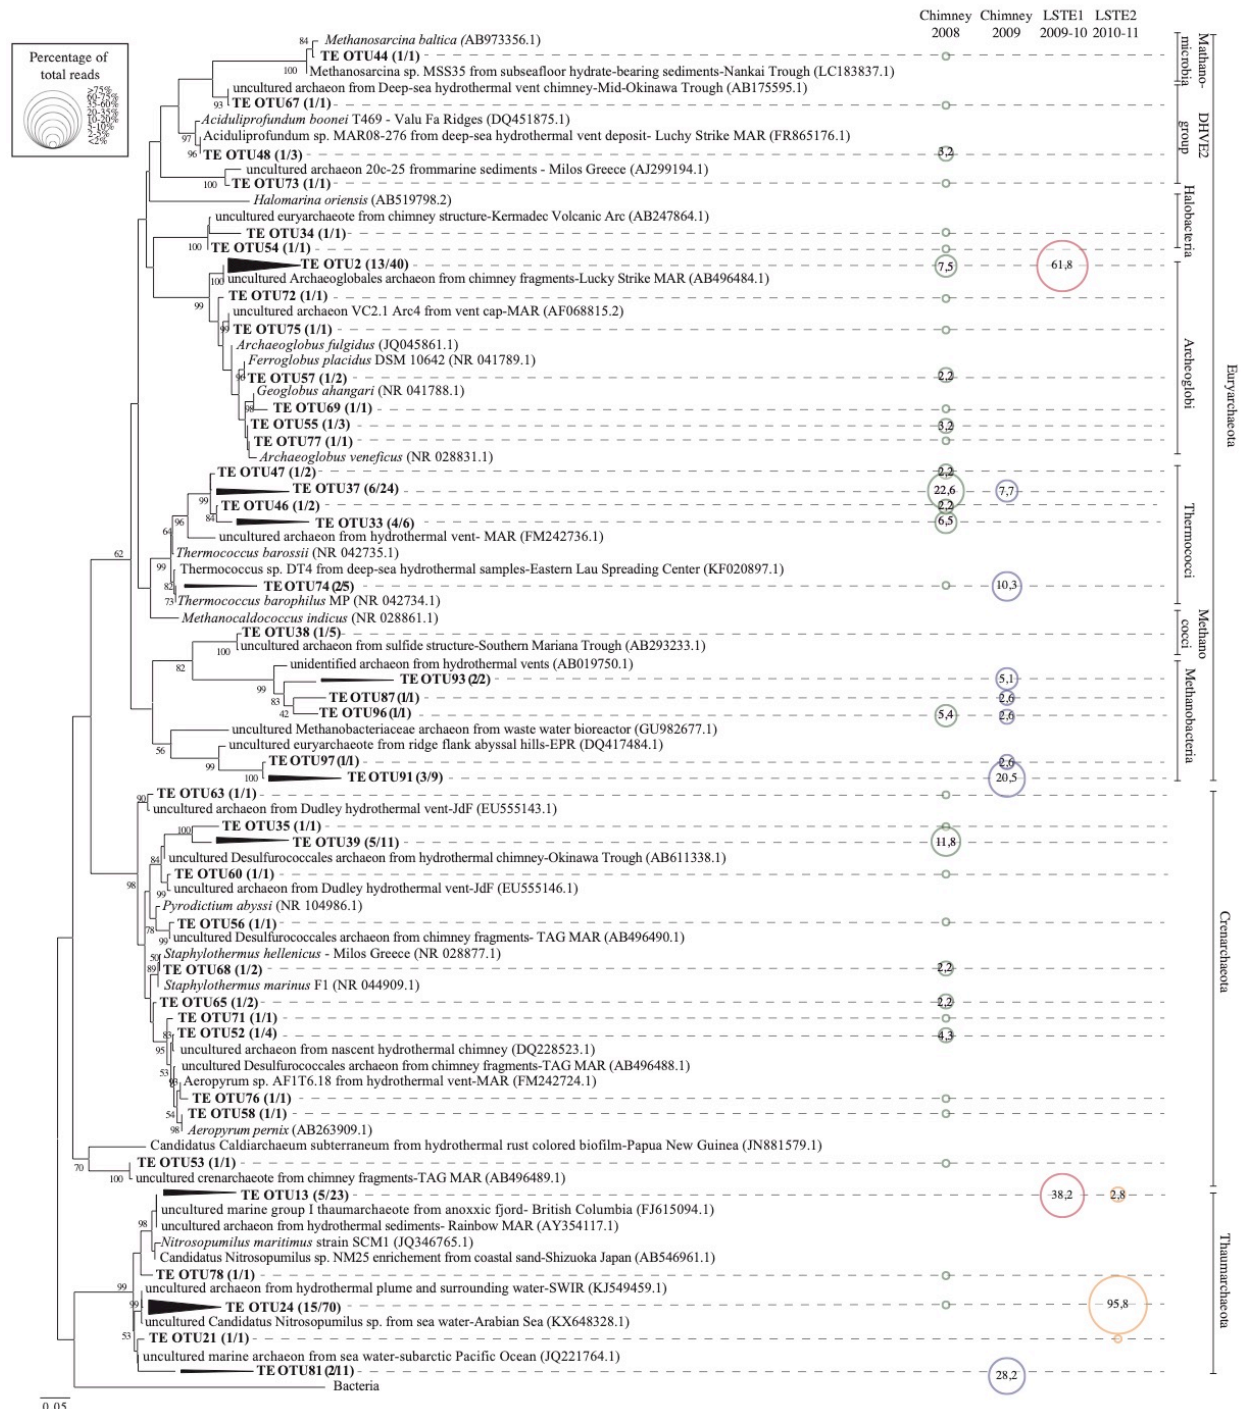 Chimney Chimney LSTE1 LSTE2
2008 2009 2009-10 2010-11
Percentage of
total reads
>75%
60-75%
35-60%
20-35%
10-20%
5-10%
2-5%
<2%
84 Methanosarcina baltica (AB973356.1)
TE OTU44 (1/1)
100 Methanosarcina sp. MSS35 from subseafloor hydrate-bearing sediments-Nankai Trough (LC183837.1)
uncultured archaeon from Deep-sea hydrothermal vent chimney-Mid-Okinawa Trough (AB175595.1)
93 TE OTU67 (1/1)
Aciduliprofundum boonei T469 - Valu Fa Ridges (DQ451875.1)
97 Aciduliprofundum sp. MAR08-276 from deep-sea hydrothermal vent deposit- Luchy Strike MAR (FR865176.1)
96 TE OTU48 (1/3) 3,2
uncultured archaeon 20c-25 frommarine sediments - Milos Greece (AJ299194.1)
100 TE OTU73 (1/1)
Halomarina oriensis (AB519798.2)
uncultured euryarchaeote from chimney structure-Kermadec Volcanic Arc (AB247864.1)
TE OTU34 (1/1)
100 TE OTU54 (1/1)
TE OTU2 (13/40) 7,5 61,8
100 uncultured Archaeoglobales archaeon from chimney fragments-Lucky Strike MAR (AB496484.1)
99 TE OTU72 (1/1)
uncultured archaeon VC2.1 Arc4 from vent cap-MAR (AF068815.2)
99 TE OTU75 (1/1)
Archaeoglobus fulgidus (JQ045861.1)
Ferroglobus placidus DSM 10642 (NR 041789.1)
96 TE OTU57 (1/2) 2,2
Geoglobus ahangari (NR 041788.1)
98 TE OTU69 (1/1)
TE OTU55 (1/3) 3,2
TE OTU77 (1/1)
Archaeoglobus veneficus (NR 028831.1)
TE OTU47 (1/2) 2,2
99 TE OTU37 (6/24) 22,6 7,7
TE OTU46 (1/2) 2,2
96 84 TE OTU33 (4/6) 6,5
64 uncultured archaeon from hydrothermal vent- MAR (FM242736.1)
62 Thermococcus barossii (NR 042735.1)
99 Thermococcus sp. DT4 from deep-sea hydrothermal samples-Eastern Lau Spreading Center (KF020897.1)
82 TE OTU74 (2/5) 10,3
73 Thermococcus barophilus MP (NR 042734.1)
Methanocaldococcus indicus (NR 028861.1)
TE OTU38 (1/5)
100 uncultured archaeon from sulfide structure-Southern Mariana Trough (AB293233.1)
82 unidentified archaeon from hydrothermal vents (AB019750.1)
99 TE OTU93 (2/2) 5,1
83 TE OTU87 (1/1) 2,6
42 TE OTU96 (1/1) 5,4 2,6
uncultured Methanobacteriaceae archaeon from waste water bioreactor (GU982677.1)
56 uncultured euryarchaeote from ridge flank abyssal hills-EPR (DQ417484.1)
99 TE OTU97 (1/1) 2,6
100 TE OTU91 (3/9) 20,5
90 TE OTU63 (1/1)
uncultured archaeon from Dudley hydrothermal vent-JdF (EU555143.1)
100 TE OTU35 (1/1)
TE OTU39 (5/11) 11,8
84 uncultured Desulfurococcales archaeon from hydrothermal chimney-Okinawa Trough (AB611338.1)
98 TE OTU60 (1/1)
99 uncultured archaeon from Dudley hydrothermal vent-JdF (EU555146.1)
Pyrodictium abyssi (NR 104986.1)
78 TE OTU56 (1/1)
99 uncultured Desulfurococcales archaeon from chimney fragments- TAG MAR (AB496490.1)
50 Staphylothermus hellenicus - Milos Greece (NR 028877.1)
89 TE OTU68 (1/2) 2,2
Staphylothermus marinus F1 (NR 044909.1)
TE OTU65 (1/2) 2,2
TE OTU71 (1/1)
83 TE OTU52 (1/4) 4,3
95 uncultured archaeon from nascent hydrothermal chimney (DQ228523.1)
53 uncultured Desulfurococcales archaeon from chimney fragments-TAG MAR (AB496488.1)
Aeropyrum sp. AF1T6.18 from hydrothermal vent-MAR (FM242724.1)
TE OTU76 (1/1)
54 TE OTU58 (1/1)
98 Aeropyrum pernix (AB263909.1)
Candidatus Caldiarchaeum subterraneum from hydrothermal rust colored biofilm-Papua New Guinea (JN881579.1)
70 TE OTU53 (1/1)
100 uncultured crenarchaeote from chimney fragments-TAG MAR (AB496489.1)
TE OTU13 (5/23) 38,2 2,8
uncultured marine group I thaumarchaeote from anoxxic fjord- British Columbia (FJ615094.1)
98 uncultured archaeon from hydrothermal sediments- Rainbow MAR (AY354117.1)
Nitrosopumilus maritimus strain SCM1 (JQ346765.1)
Candidatus Nitrosopumilus sp. NM25 enrichement from coastal sand-Shizuoka Japan (AB546961.1)
TE OTU78 (1/1)
99 uncultured archaeon from hydrothermal plume and surrounding water-SWIR (KJ549459.1)
99 TE OTU24 (15/70) 95,8
uncultured Candidatus Nitrosopumilus sp. from sea water-Arabian Sea (KX648328.1)
53 TE OTU21 (1/1)
uncultured marine archaeon from sea water-subarctic Pacific Ocean (JQ221764.1)
TE OTU81 (2/11) 28,2
Bacteria
0.05
Mathano-
microbia
DHVE2
group
Halobacteria
Archeoglobi
Thermococci
Methano
cocci
Methanobacteria
Euryarchaeota
Crenarchaeota
Thaumarchaeota